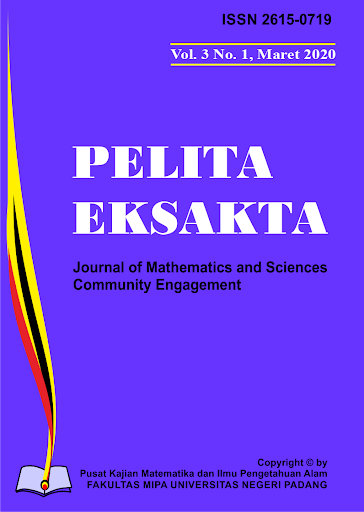 ISSN 2615-0719
Vol. 3 No. 1, Maret 2020
PELITA
EKSAKTA
Journal of Mathematics and Sciences
Community Engagement
Copyright © by
Pusat Kajian Matematika dan Ilmu Pengetahuan Alam
FAKULTAS MIPA UNIVERSITAS NEGERI PADANG